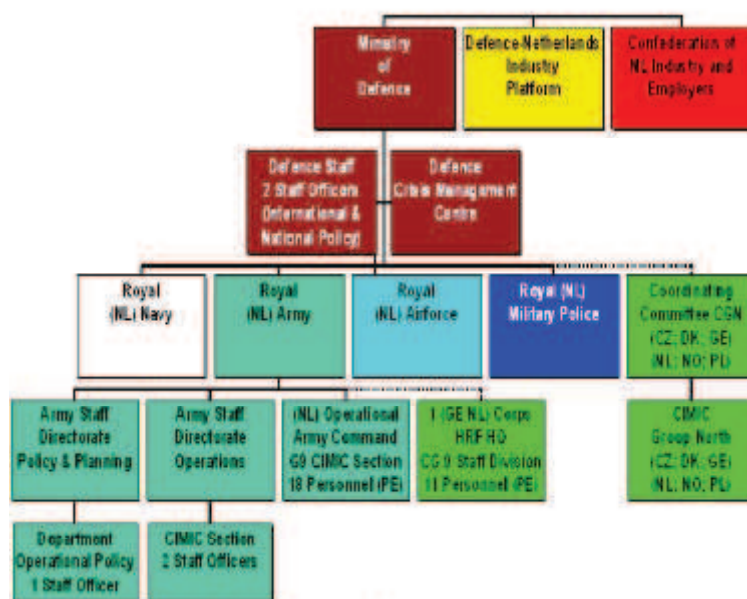 Ministry
of
Defence
Defence-Netherlands
Industry
Platform
Confederation of
NL Industry and
Employers
Defence Staff
2 Staff Officers
(International &
National Policy)
Defence
Crisis Management
Centre
Royal
(NL) Navy
Royal
(NL) Army
Royal
(NL) Airforce
Royal (NL)
Military Police
Coordinating
Committee CGN
(CZ; DK; GE)
(NL; NO; PL)
Army Staff
Directorate
Policy & Planning
Army Staff
Directorate
Operations
(NL) Operational
Army Command
G9 CIMIC Section
18 Personnel (PE)
1 (GE NL) Corps
HRF HQ
CG 9 Staff Division
11 Personnel (PE)
CIMIC
Group North
(CZ; DK; GE)
(NL; NO; PL)
Department
Operational Policy
1 Staff Officer
CIMIC Section
2 Staff Officers